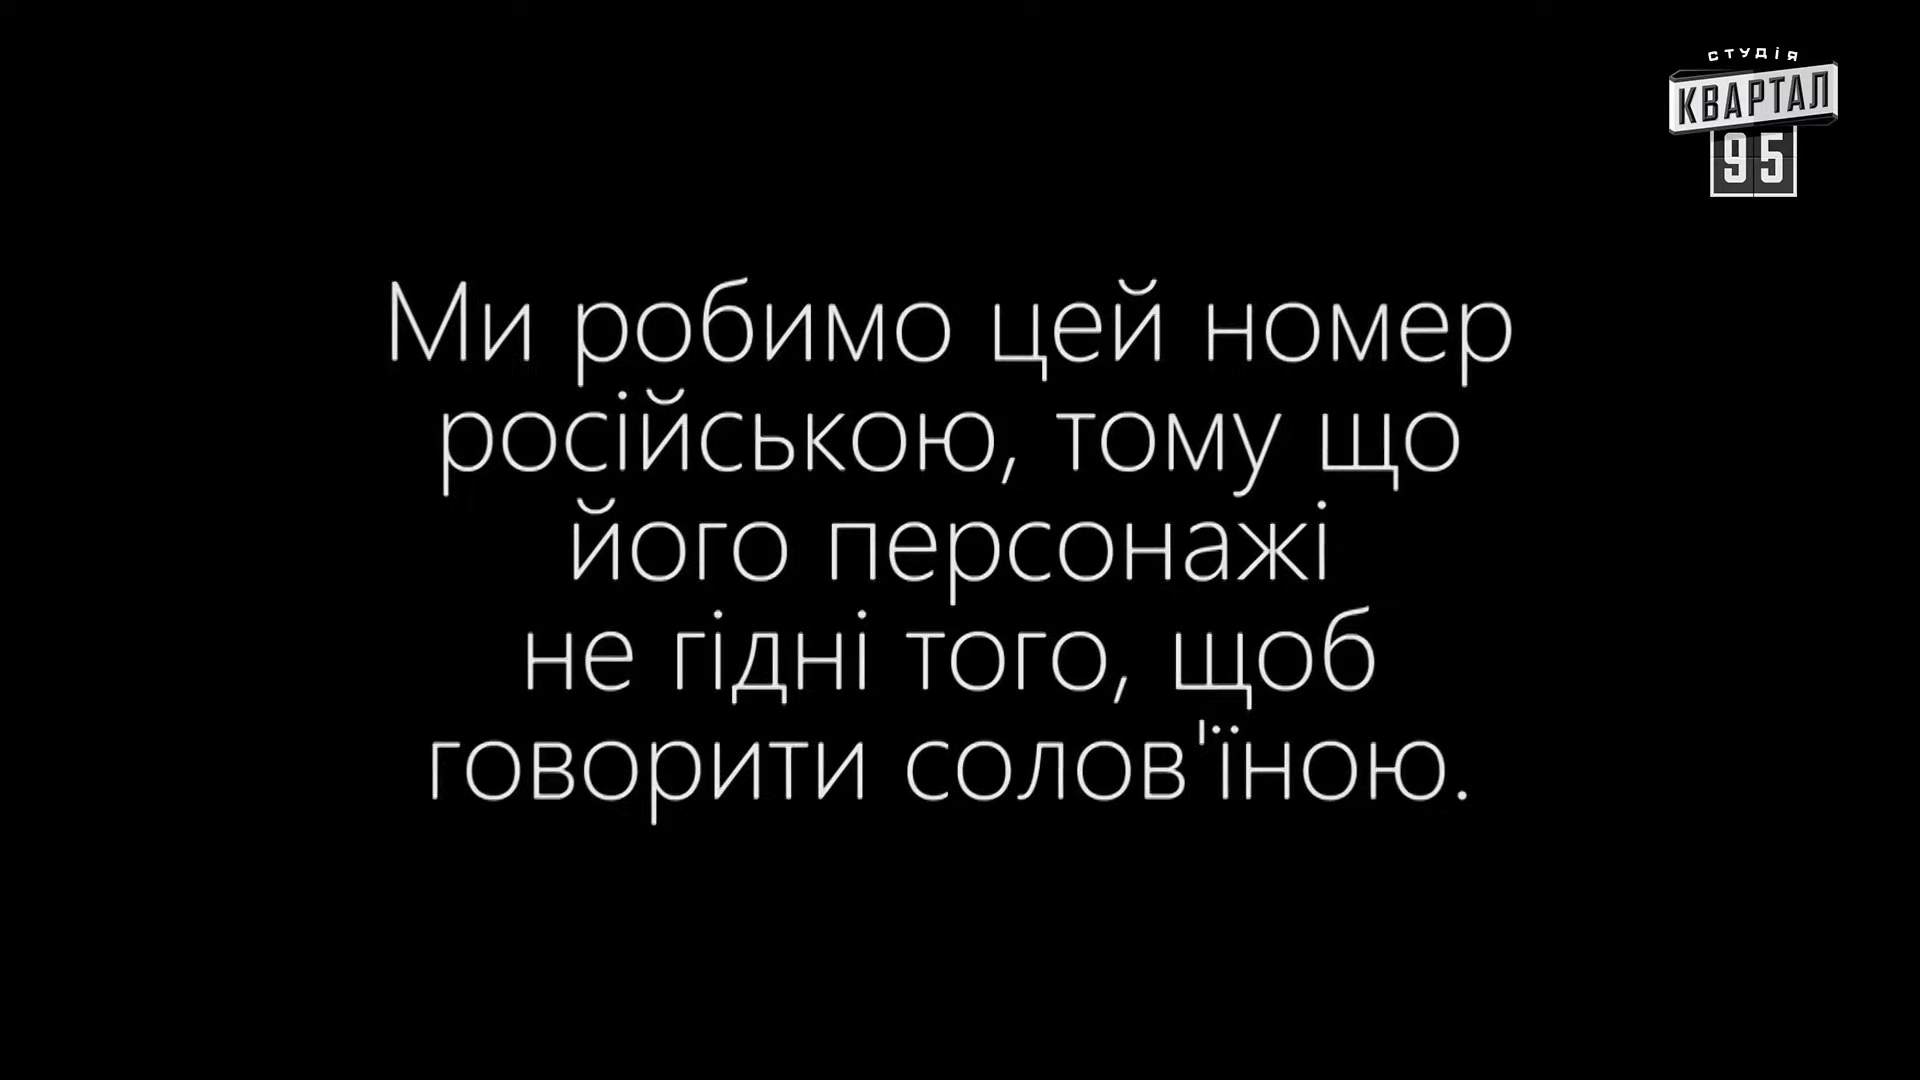 студія
КВАРТАЛ
95
Ми робимо цей номер
російською, тому що
його персонажі
не гідні того, щоб
говорити солов'їною.